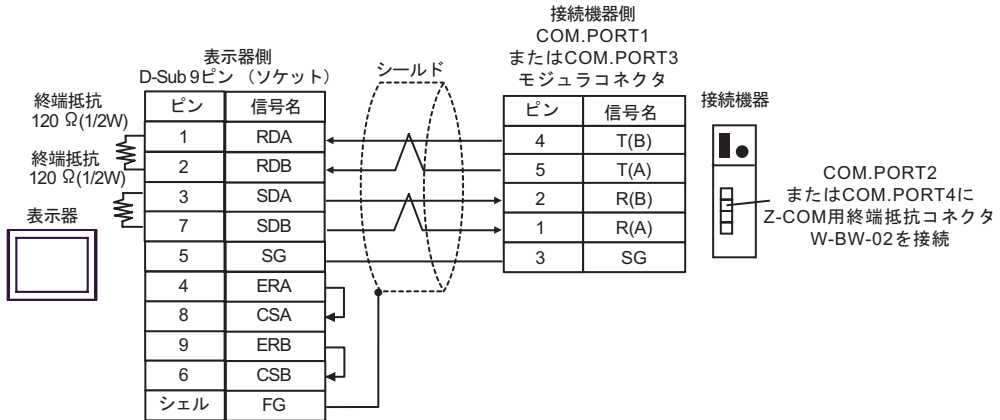 接続機器側
COM.PORT1
またはCOM.PORT3
モジュラコネクタ
表示器側
D-Sub 9ピン （ソケット）
シールド
接続機器
終端抵抗
120 Ω(1/2W)
終端抵抗
120 Ω(1/2W)
表示器
ピン 信号名
1 RDA
2 RDB
3 SDA
7 SDB
5 SG
4 ERA
8 CSA
9 ERB
6 CSB
シェル FG
ピン 信号名
4 T(B)
5 T(A)
2 R(B)
1 R(A)
3 SG
COM.PORT2
またはCOM.PORT4に
Z-COM用終端抵抗コネクタ
W-BW-02を接続